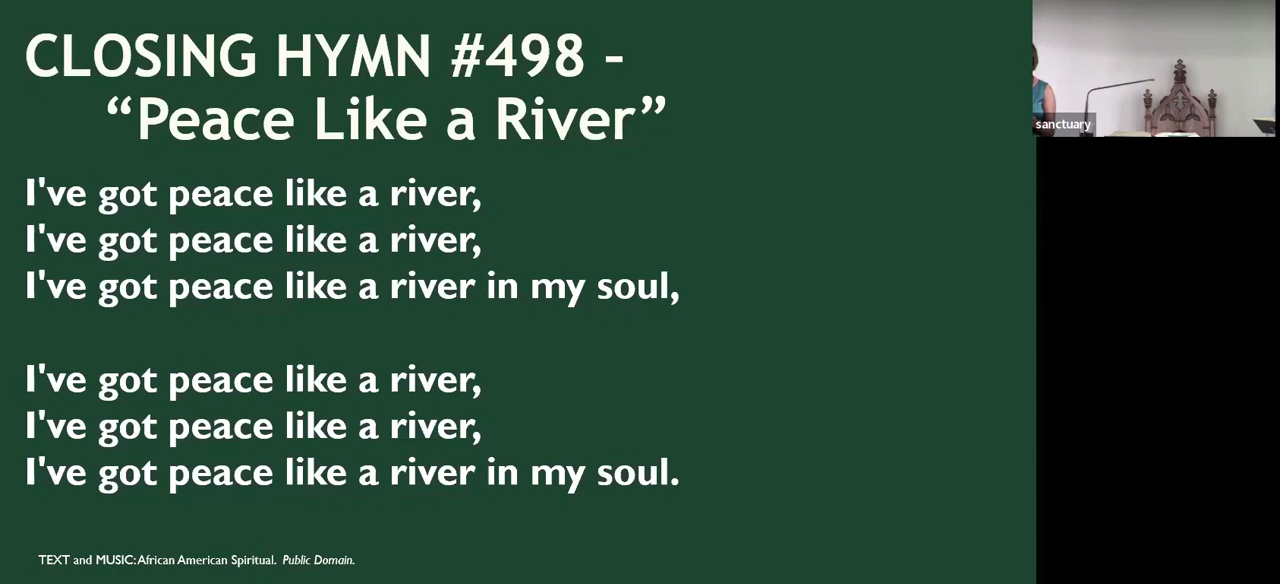 CLOSING HYMN #498 –
“Peace Like a River”
I've got peace like a river,
I've got peace like a river,
I've got peace like a river in my soul,
I've got peace like a river,
I've got peace like a river,
I've got peace like a river in my soul.
TEXT and MUSIC: African American Spiritual. Public Domain.
sanctuary